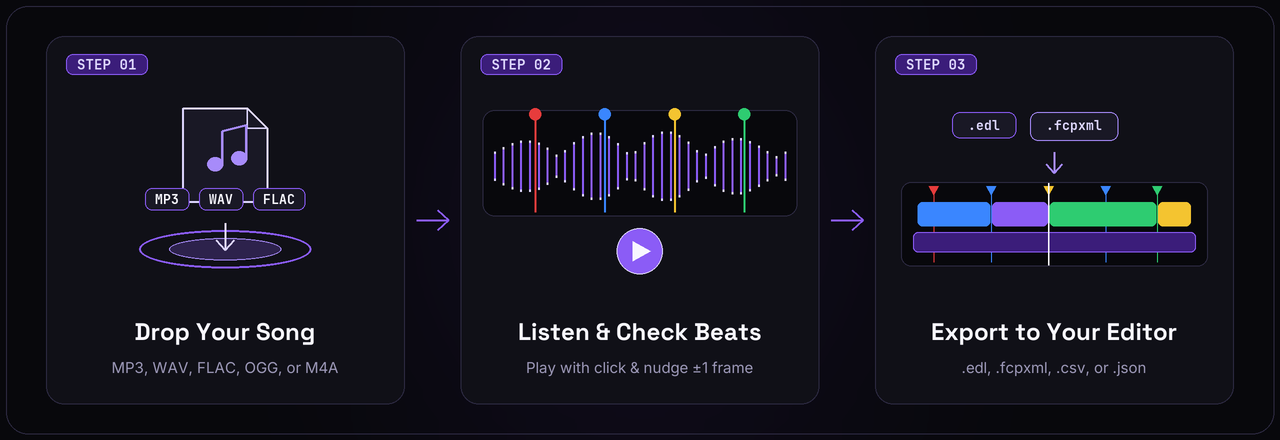 STEP 01
MP3
WAV
FLAC
Drop Your Song
MP3, WAV, FLAC, OGG, or M4A
STEP 02
Listen & Check Beats
Play with click & nudge ±1 frame
STEP 03
.edl
.fcpxml
Export to Your Editor
.edl, .fcpxml, .csv, or .json